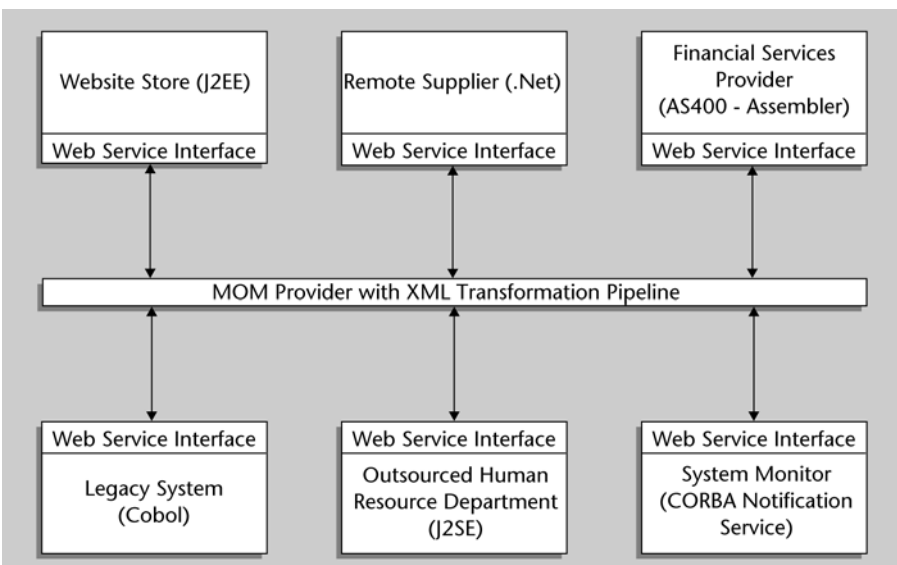 Website Store (J2EE)
Web Service Interface
Remote Supplier (.Net)
Web Service Interface
Financial Services
Provider
(AS400 - Assembler)
Web Service Interface
MOM Provider with XML Transformation Pipeline
Web Service Interface
Legacy System
(Cobol)
Web Service Interface
Outsourced Human
Resource Department
(J2SE)
Web Service Interface
System Monitor
(CORBA Notification
Service)